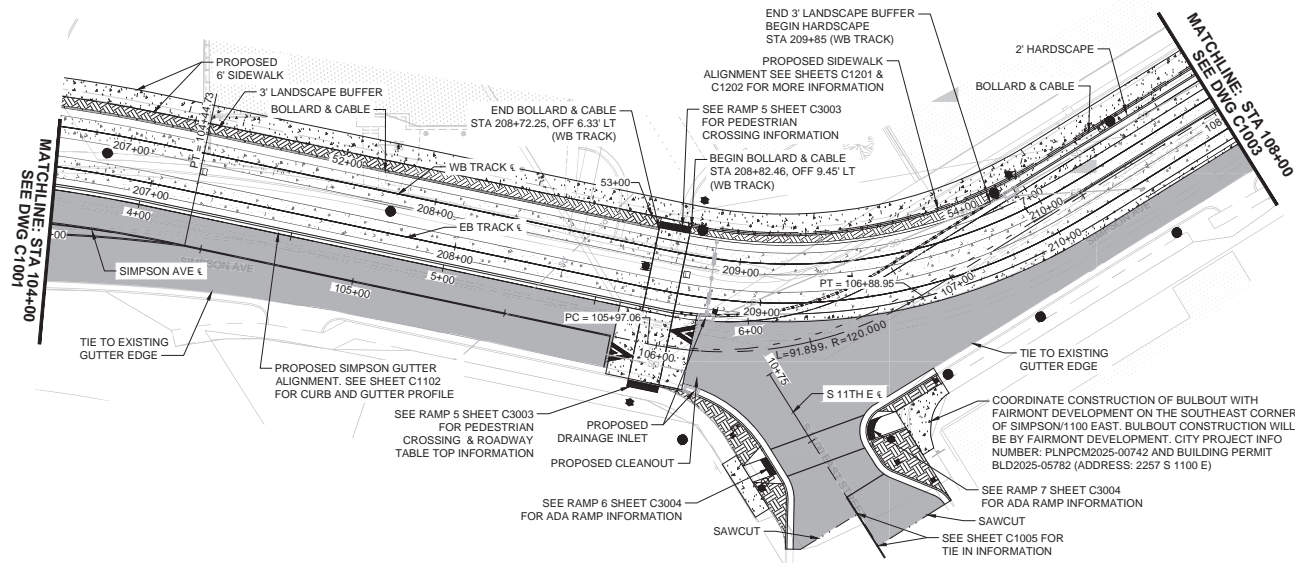 END 3' LANDSCAPE BUFFER
BEGIN HARDSCAPE
STA 209+85 (WB TRACK)
MATCHLINE: STA 108+00
SEE DWG C1003
2' HARDSCAPE
PROPOSED
6' SIDEWALK
PROPOSED SIDEWALK
ALIGNMENT SEE SHEETS C1201 &
C1202 FOR MORE INFORMATION
BOLLARD & CABLE
3' LANDSCAPE BUFFER
BOLLARD & CABLE
END BOLLARD & CABLE
STA 208+72.25, OFF 6.33' LT
(WB TRACK)
SEE RAMP 5 SHEET C3003
FOR PEDESTRIAN
CROSSING INFORMATION
MATCHLINE: STA 104+00
SEE DWG C1001
207+00
52+00
WB TRACK ℄
BEGIN BOLLARD & CABLE
STA 208+82.46, OFF 9.45' LT
(WB TRACK)
53+00
54+00
207+00
208+00
210+00
4+00
EB TRACK ℄
208+00
209+00
210+00
SIMPSON AVE ℄
SIMPSON AVE
5+00
105+00
PT = 106+88.95
107+00
PC = 105+97.06
209+00
6+00
106+00
L=91.899, R=120.000
10+75
TIE TO EXISTING
GUTTER EDGE
PROPOSED SIMPSON GUTTER
ALIGNMENT. SEE SHEET C1102
FOR CURB AND GUTTER PROFILE
S 11TH E ℄
TIE TO EXISTING
GUTTER EDGE
SEE RAMP 5 SHEET C3003
FOR PEDESTRIAN
CROSSING & ROADWAY
TABLE TOP INFORMATION
PROPOSED
DRAINAGE INLET
COORDINATE CONSTRUCTION OF BULBOUT WITH
FAIRMONT DEVELOPMENT ON THE SOUTHEAST CORNER
OF SIMPSON/1100 EAST. BULBOUT CONSTRUCTION WILL
BE BY FAIRMONT DEVELOPMENT. CITY PROJECT INFO
NUMBER: PLNPCM2025-00742 AND BUILDING PERMIT
BLD2025-05782 (ADDRESS: 2257 S 1100 E)
PROPOSED CLEANOUT
SEE RAMP 6 SHEET C3004
FOR ADA RAMP INFORMATION
SEE RAMP 7 SHEET C3004
FOR ADA RAMP INFORMATION
SAWCUT
SAWCUT
SEE SHEET C1005 FOR
TIE IN INFORMATION